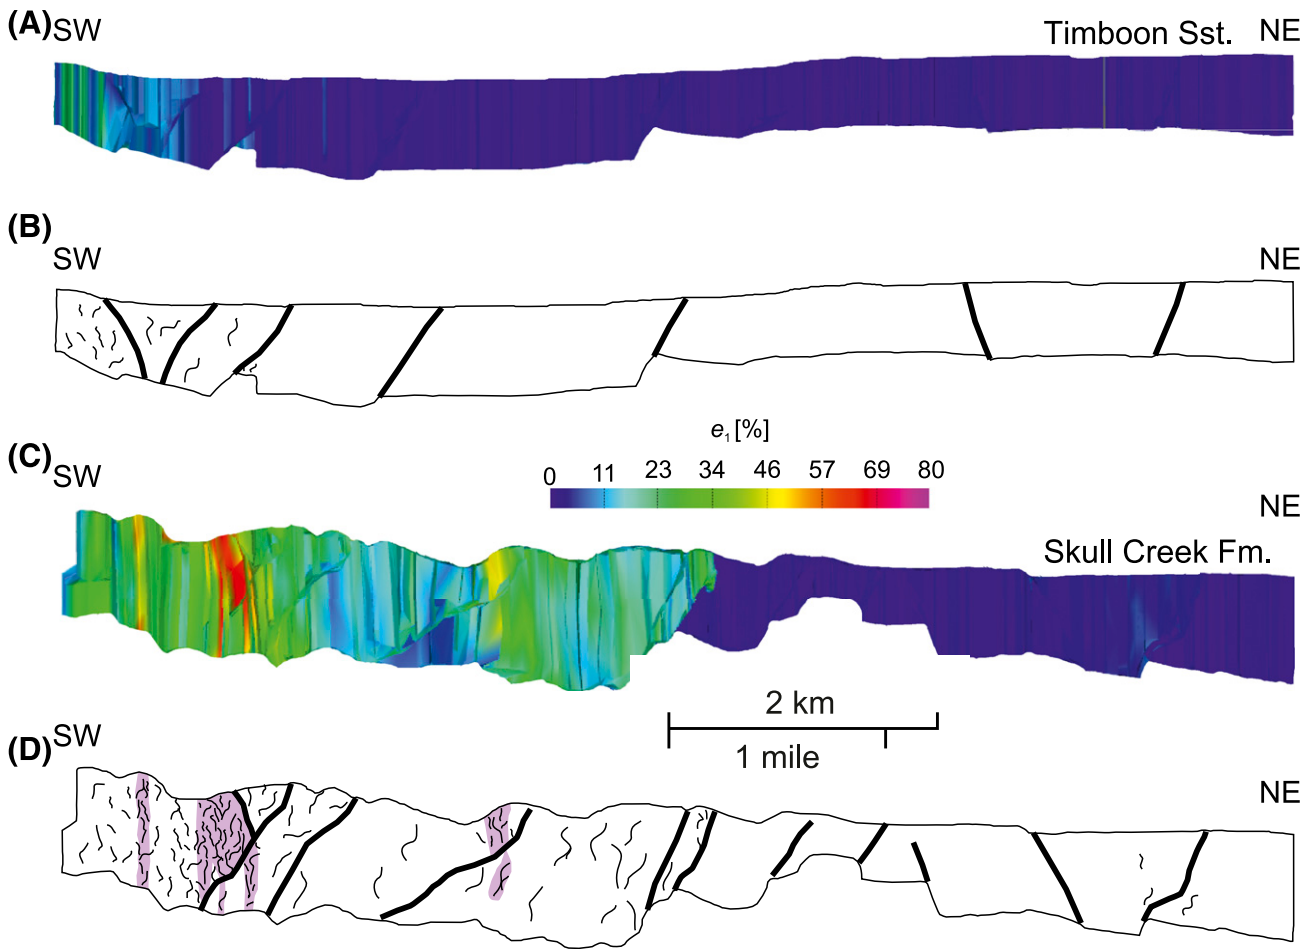 (A) SW Timboon Sst. NE
(B)
SW NE
e₁ [%]
(C) SW 0 11 23 34 46 57 69 80
NE
Skull Creek Fm.
2 km
(D) SW 1 mile
NE